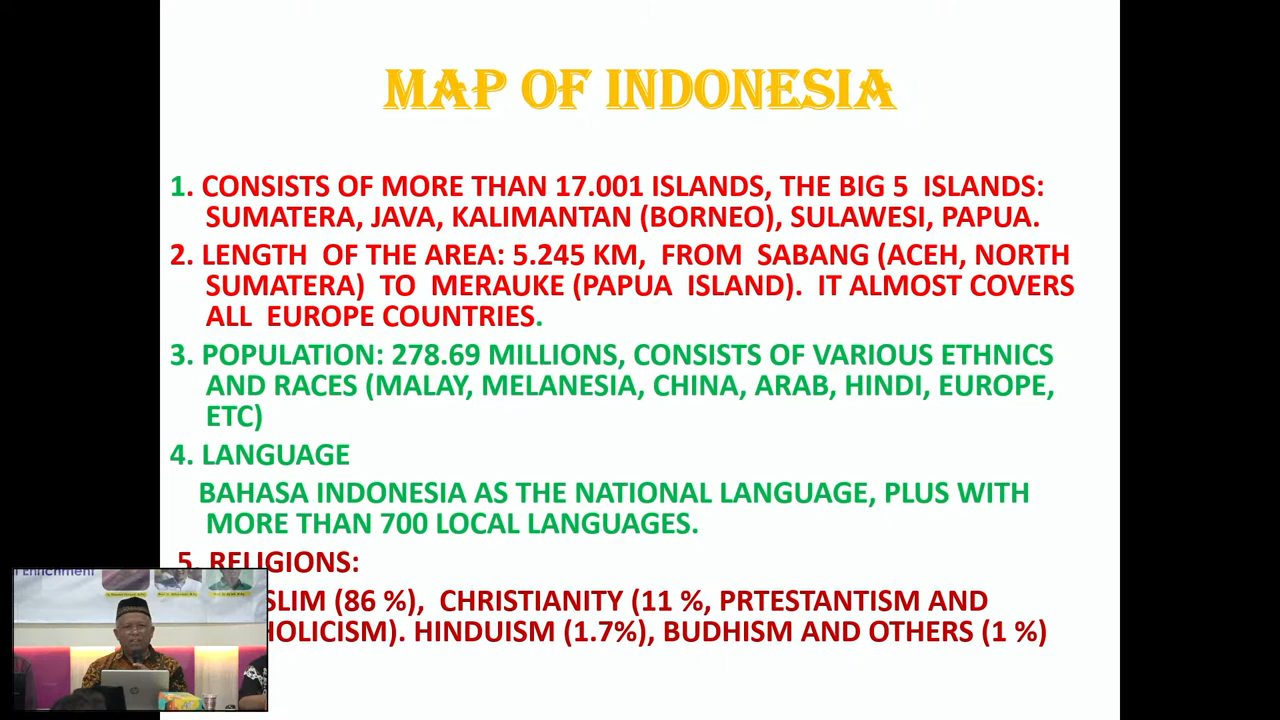 MAP OF INDONESIA
1. CONSISTS OF MORE THAN 17.001 ISLANDS, THE BIG 5 ISLANDS:
SUMATERA, JAVA, KALIMANTAN (BORNEO), SULAWESI, PAPUA.
2. LENGTH OF THE AREA: 5.245 KM, FROM SABANG (ACEH, NORTH
SUMATERA) TO MERAUKE (PAPUA ISLAND). IT ALMOST COVERS
ALL EUROPE COUNTRIES.
3. POPULATION: 278.69 MILLIONS, CONSISTS OF VARIOUS ETHNICS
AND RACES (MALAY, MELANESIA, CHINA, ARAB, HINDI, EUROPE,
ETC)
4. LANGUAGE
BAHASA INDONESIA AS THE NATIONAL LANGUAGE, PLUS WITH
MORE THAN 700 LOCAL LANGUAGES.
5. RELIGIONS:
SLIM (86 %), CHRISTIANITY (11 %, PRTESTANTISM AND
HOLICISM). HINDUISM (1.7%), BUDHISM AND OTHERS (1 %)
Enrichment